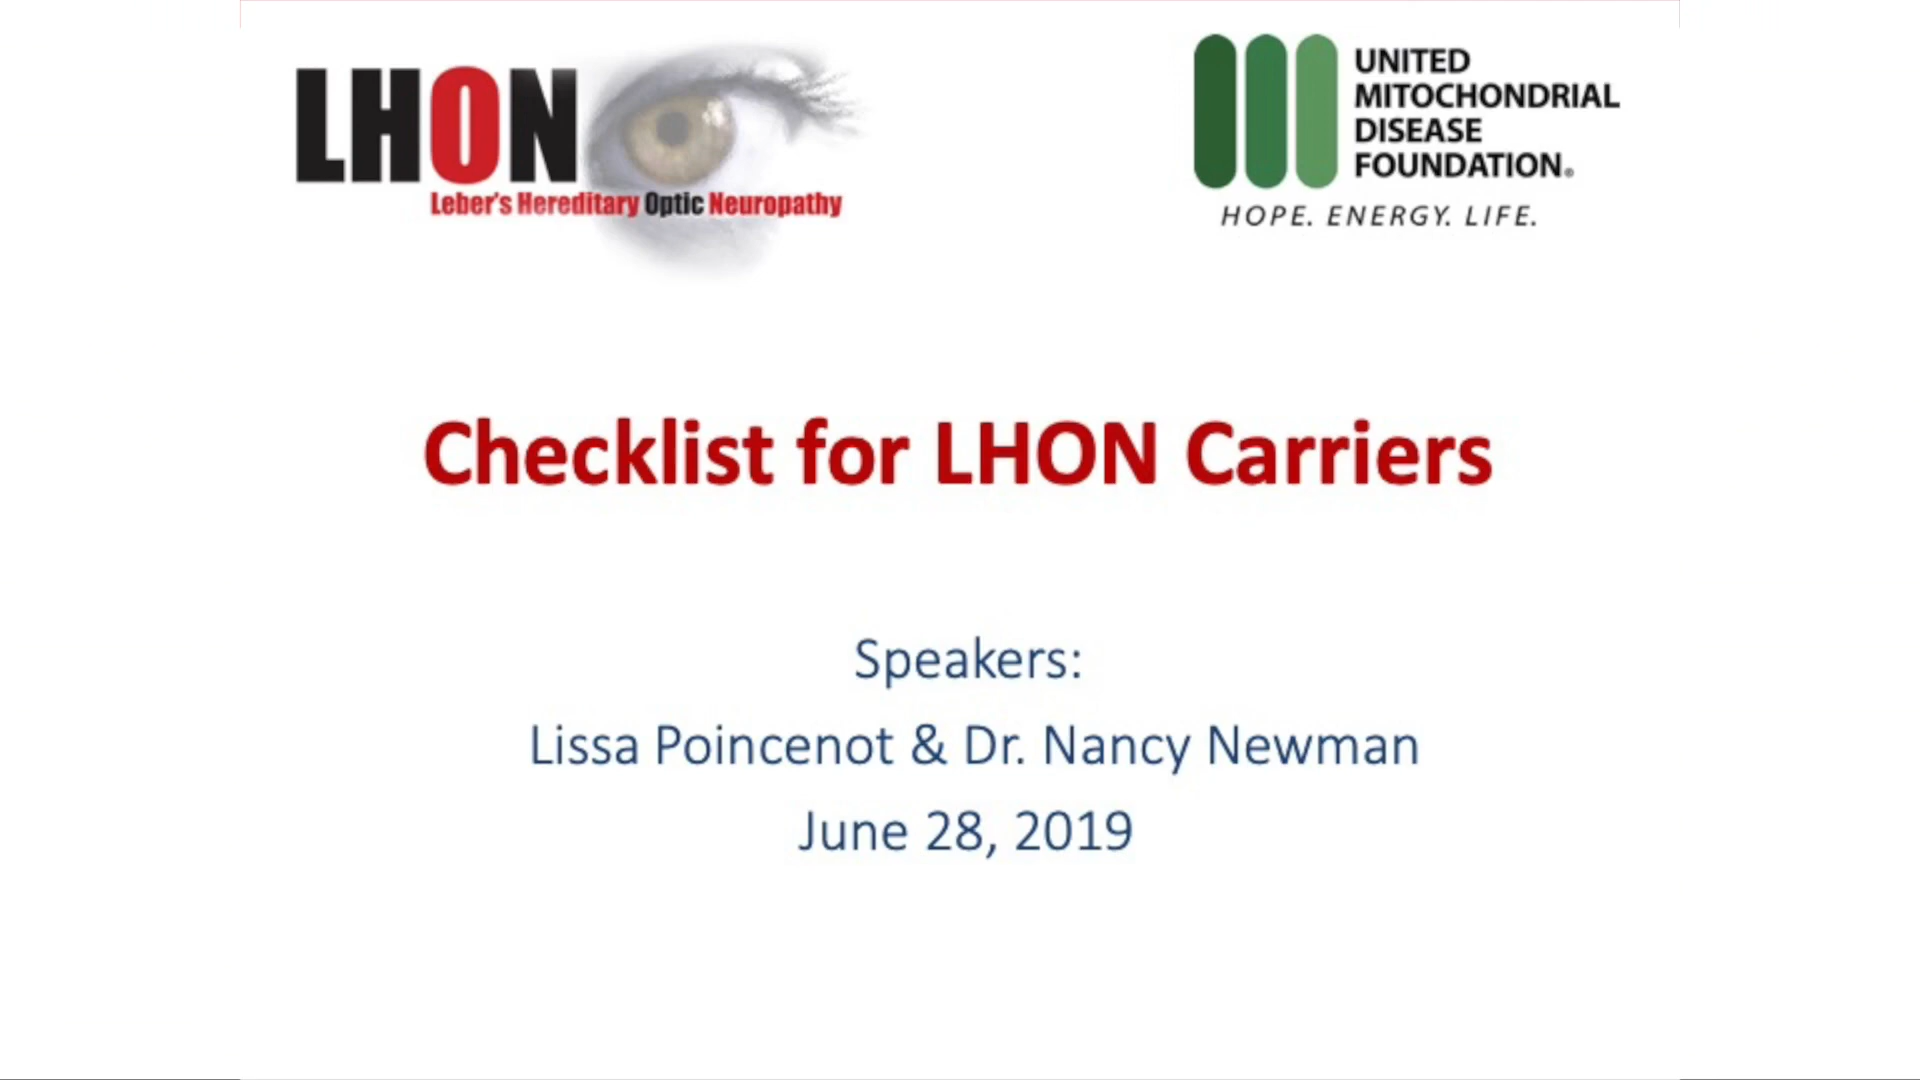 LHON
Leber's Hereditary Optic Neuropathy
UNITED
MITOCHONDRIAL
DISEASE
FOUNDATION®
HOPE. ENERGY. LIFE.
Checklist for LHON Carriers
Speakers:
Lissa Poincenot & Dr. Nancy Newman
June 28, 2019